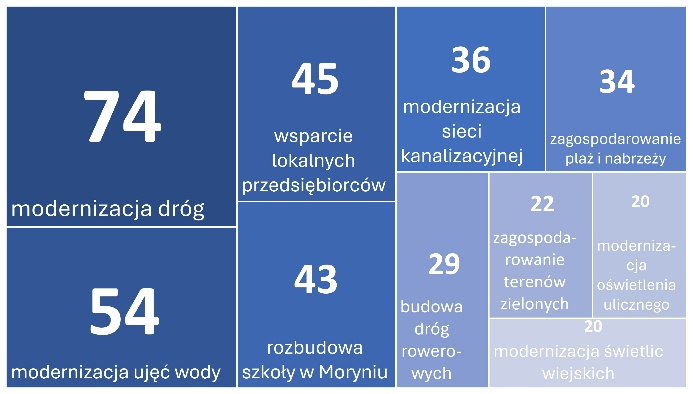 74
modernizacja dróg
54
modernizacja ujęć wody
45
wsparcie
lokalnych
przedsiębiorców
43
rozbudowa
szkoły w Moryniu
36
modernizacja
sieci
kanalizacyjnej
34
zagospodarowanie
plaż i nabrzeży
29
budowa
dróg
rowero-
wych
22
zagospoda-
rowanie
terenów
zielonych
20
moderniza-
cja
oświetlenia
ulicznego
20
modernizacja świetlic
wiejskich